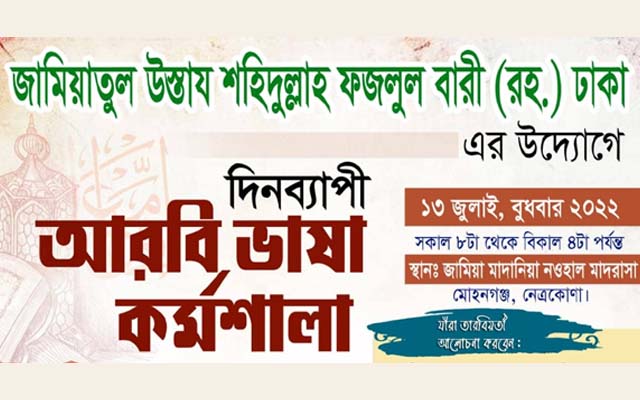 জামিয়াতুল উস্তায শহিদুল্লাহ ফজলুল বারী (রহ.) ঢাকা
এর উদ্যোগে
দিনব্যাপী
আরবি ভাষা
কর্মশালা
১৩ জুলাই, বুধবার ২০২২
সকাল ৮টা থেকে বিকাল ৪টা পর্যন্ত
স্থানঃ জামিয়া মাদানিয়া নওহাল মাদরাসা
মোহনগঞ্জ, নেত্রকোণা।
যাঁরা তারবিয়তী
আলোচনা করবেন :